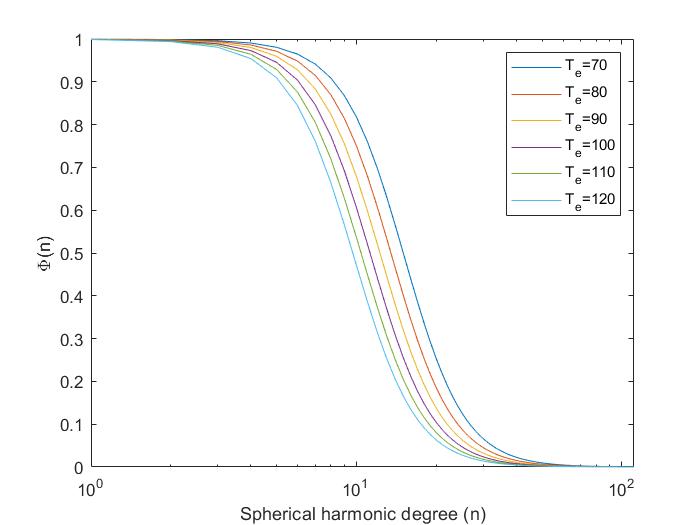 1
0.9
0.8
0.7
0.6
0.5
0.4
0.3
0.2
0.1
0
Φ(n)
10^0
10^1
10^2
Spherical harmonic degree (n)
T_e=70
T_e=80
T_e=90
T_e=100
T_e=110
T_e=120